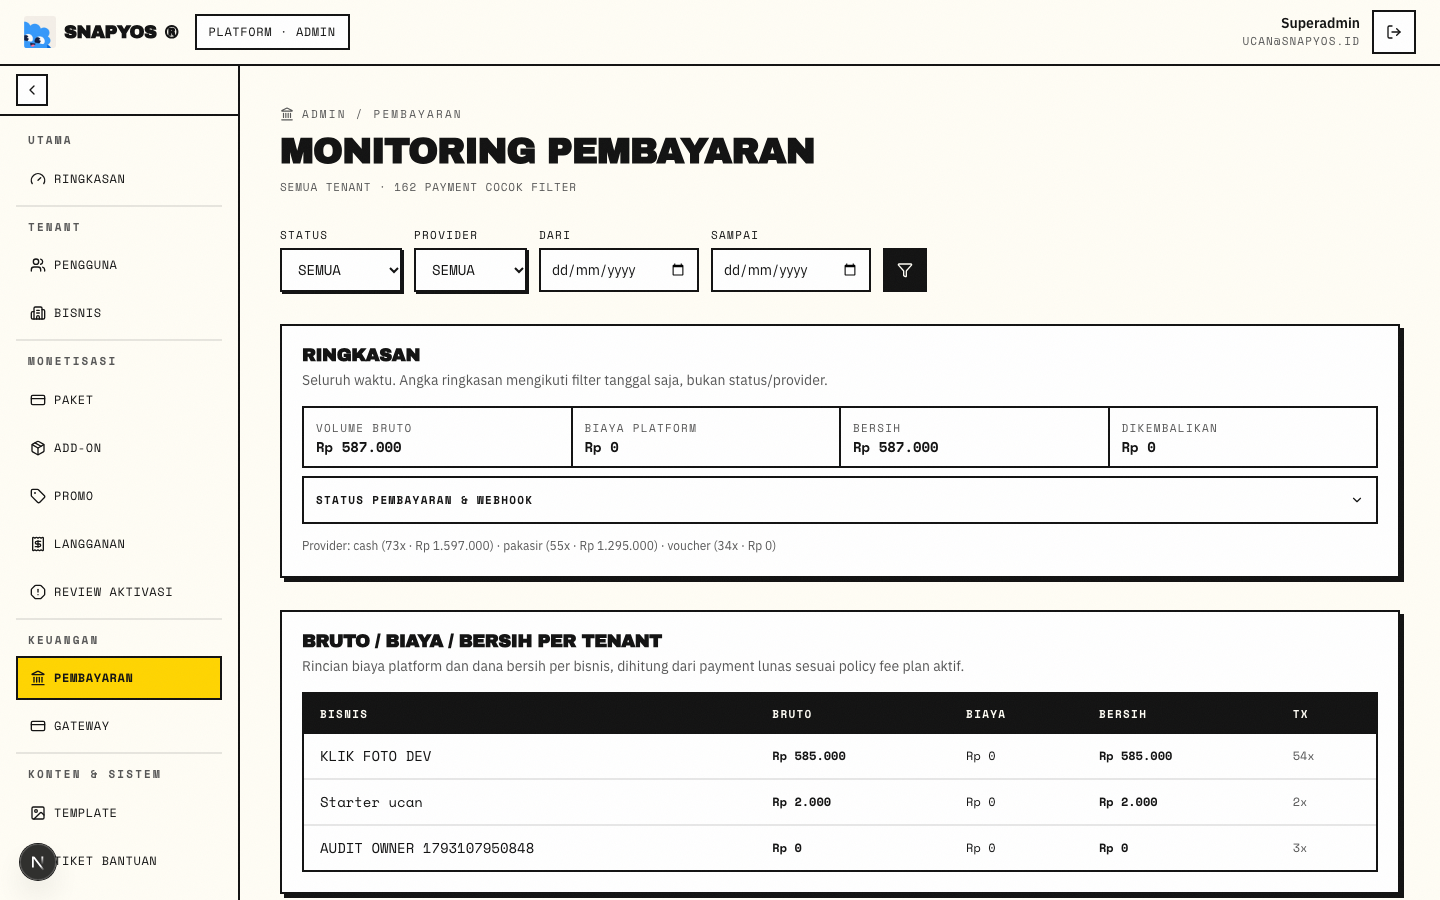 SNAPYOS ®
PLATFORM · ADMIN
Superadmin
UCAN@SNAPYOS.ID
UTAMA
RINGKASAN
TENANT
PENGGUNA
BISNIS
MONETISASI
PAKET
ADD-ON
PROMO
LANGGANAN
REVIEW AKTIVASI
KEUANGAN
PEMBAYARAN
GATEWAY
KONTEN & SISTEM
TEMPLATE
TIKET BANTUAN
N
ADMIN / PEMBAYARAN
MONITORING PEMBAYARAN
SEMUA TENANT · 162 PAYMENT COCOK FILTER
STATUS PROVIDER DARI SAMPAI
SEMUA SEMUA dd/mm/yyyy dd/mm/yyyy
RINGKASAN
Seluruh waktu. Angka ringkasan mengikuti filter tanggal saja, bukan status/provider.
VOLUME BRUTO BIAYA PLATFORM BERSIH DIKEMBALIKAN
Rp 587.000 Rp 0 Rp 587.000 Rp 0
STATUS PEMBAYARAN & WEBHOOK
Provider: cash (73x · Rp 1.597.000) · pakasir (55x · Rp 1.295.000) · voucher (34x · Rp 0)
BRUTO / BIAYA / BERSIH PER TENANT
Rincian biaya platform dan dana bersih per bisnis, dihitung dari payment lunas sesuai policy fee plan aktif.
BISNIS BRUTO BIAYA BERSIH TX
KLIK FOTO DEV Rp 585.000 Rp 0 Rp 585.000 54x
Starter ucan Rp 2.000 Rp 0 Rp 2.000 2x
AUDIT OWNER 1793107950848 Rp 0 Rp 0 Rp 0 3x